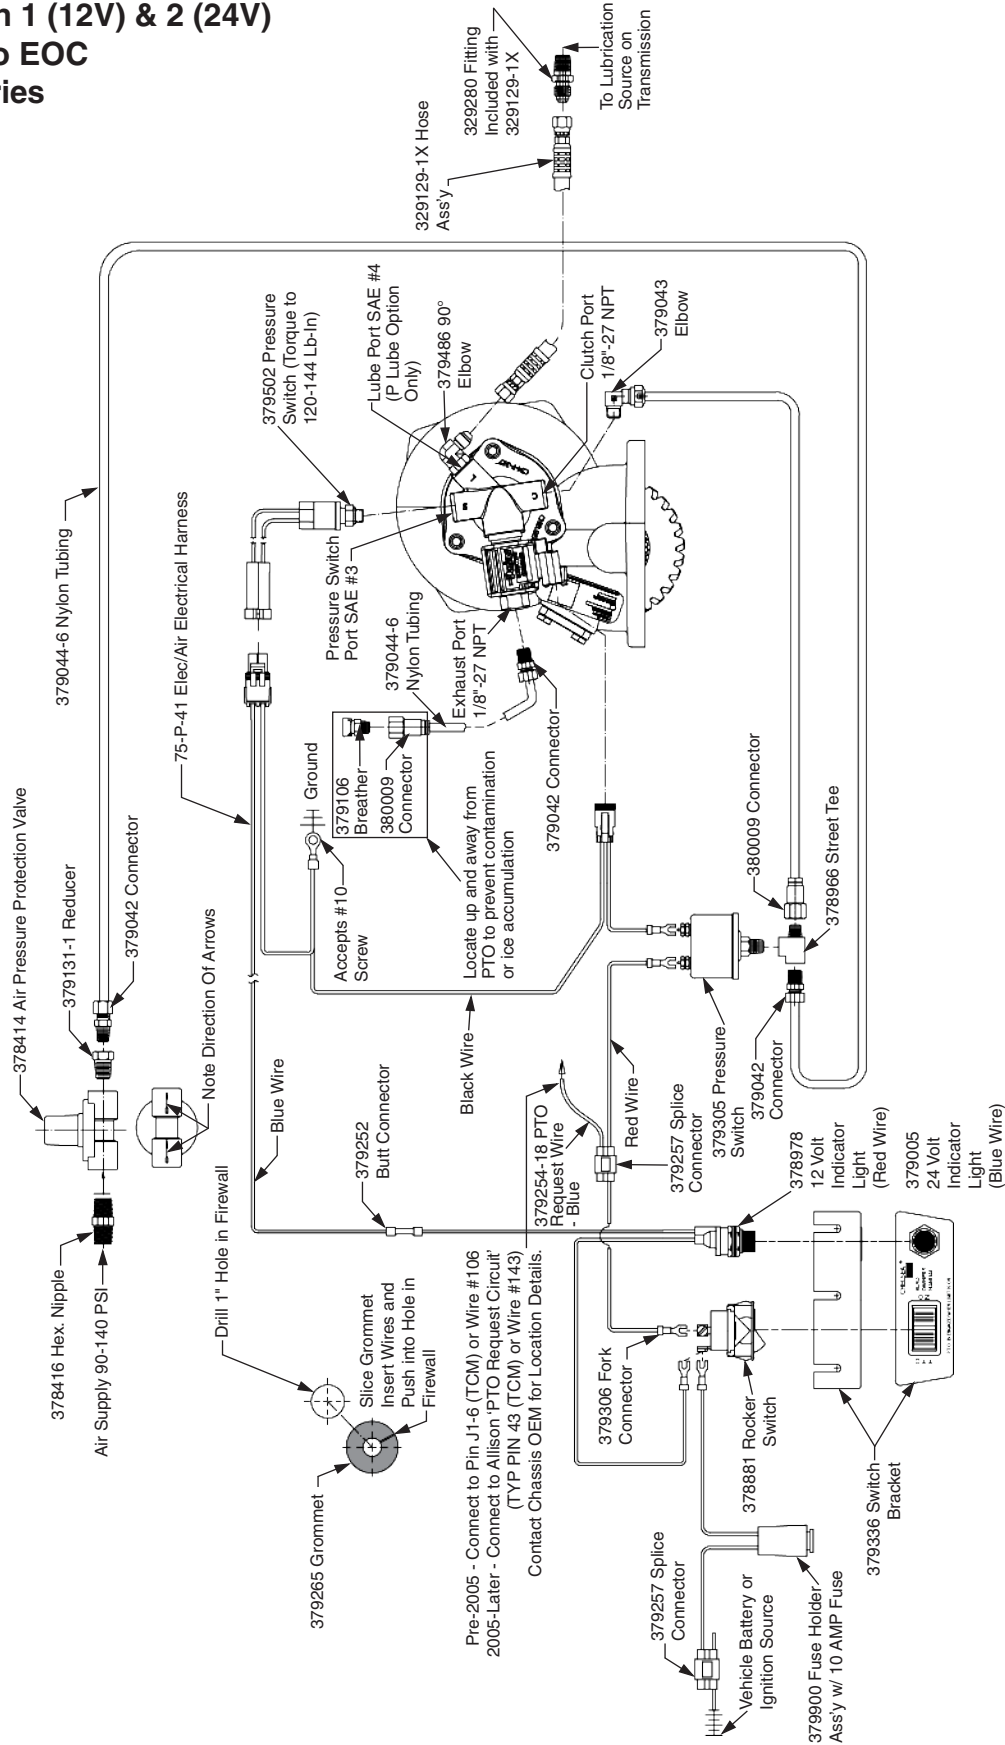 n 1 (12V) & 2 (24V)
o EOC
ries
378414 Air Pressure Protection Valve
379131-1 Reducer
379042 Connector
379044-6 Nylon Tubing
378416 Hex. Nipple
Air Supply 90-140 PSI
Note Direction Of Arrows
75-P-41 Elec/Air Electrical Harness
Drill 1" Hole in Firewall
379265 Grommet
Slice Grommet
Insert Wires and
Push into Hole in
Firewall
Blue Wire
379252
Butt Connector
Accepts #10
Screw
Ground
379502 Pressure
Switch (Torque to
120-144 Lb-In)
Pressure Switch
Port SAE #3
Lube Port SAE #4
(P Lube Option
Only)
379486 90°
Elbow
329129-1X Hose
Ass'y
329280 Fitting
Included with
329129-1X
To Lubrication
Source on
Transmission
379106
Breather
380009
Connector
379044-6
Nylon Tubing
Exhaust Port
1/8"-27 NPT
Locate up and away from
PTO to prevent contamination
or ice accumulation
379042 Connector
Clutch Port
1/8"-27 NPT
379043
Elbow
S
L
C
Black Wire
Pre-2005 - Connect to Pin J1-6 (TCM) or Wire #106
2005-Later - Connect to Allison 'PTO Request Circuit'
(TYP PIN 43 (TCM) or Wire #143)
Contact Chassis OEM for Location Details.
379254-18 PTO
Request Wire
- Blue
Red Wire
379257 Splice
Connector
379305 Pressure
Switch
379042
Connector
380009 Connector
378966 Street Tee
379306 Fork
Connector
378881 Rocker
Switch
378978
12 Volt
Indicator
Light
(Red Wire)
379005
24 Volt
Indicator
Light
(Blue Wire)
379257 Splice
Connector
Vehicle Battery or
Ignition Source
379900 Fuse Holder
Ass'y w/ 10 AMP Fuse
379336 Switch
Bracket